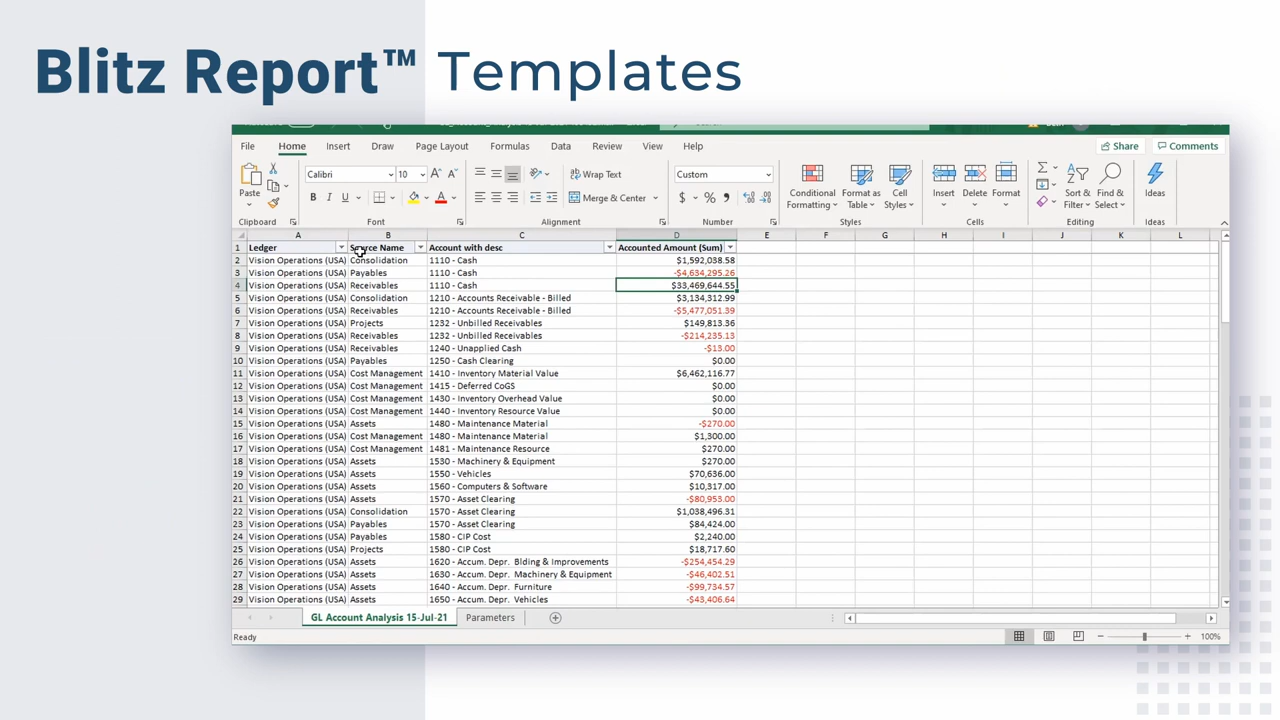 Blitz Report™ Templates
File Home Insert Draw Page Layout Formulas Data Review View Help Share Comments
Calibri 10 Wrap Text Custom
Paste Merge & Center Conditional Formatting Format as Table Cell Styles Insert Delete Format Sort & Filter Find & Select Ideas
Clipboard Font Alignment Number Styles Cells Editing Ideas
A B C D E F G H I J K L
1 Ledger Source Name Account with desc Accounted Amount (Sum)
2 Vision Operations (USA) Consolidation 1110 - Cash $1,592,038.58
3 Vision Operations (USA) Payables 1110 - Cash -$4,634,295.26
4 Vision Operations (USA) Receivables 1110 - Cash $33,469,644.55
5 Vision Operations (USA) Consolidation 1210 - Accounts Receivable - Billed $3,134,312.99
6 Vision Operations (USA) Receivables 1210 - Accounts Receivable - Billed -$5,477,051.39
7 Vision Operations (USA) Projects 1232 - Unbilled Receivables $149,813.36
8 Vision Operations (USA) Receivables 1232 - Unbilled Receivables -$214,235.13
9 Vision Operations (USA) Receivables 1240 - Unapplied Cash -$13.00
10 Vision Operations (USA) Payables 1250 - Cash Clearing $0.00
11 Vision Operations (USA) Cost Management 1410 - Inventory Material Value $6,462,116.77
12 Vision Operations (USA) Cost Management 1415 - Deferred CoGS $0.00
13 Vision Operations (USA) Cost Management 1430 - Inventory Overhead Value $0.00
14 Vision Operations (USA) Cost Management 1440 - Inventory Resource Value $0.00
15 Vision Operations (USA) Assets 1480 - Maintenance Material -$270.00
16 Vision Operations (USA) Cost Management 1480 - Maintenance Material $1,300.00
17 Vision Operations (USA) Cost Management 1481 - Maintenance Resource $270.00
18 Vision Operations (USA) Assets 1530 - Machinery & Equipment $270.00
19 Vision Operations (USA) Assets 1550 - Vehicles $70,636.00
20 Vision Operations (USA) Assets 1560 - Computers & Software $10,317.00
21 Vision Operations (USA) Assets 1570 - Asset Clearing -$80,953.00
22 Vision Operations (USA) Consolidation 1570 - Asset Clearing $1,038,496.31
23 Vision Operations (USA) Payables 1570 - Asset Clearing $84,424.00
24 Vision Operations (USA) Payables 1580 - CIP Cost $2,240.00
25 Vision Operations (USA) Projects 1580 - CIP Cost $18,717.60
26 Vision Operations (USA) Assets 1620 - Accum. Depr. Blding & Improvements -$254,454.29
27 Vision Operations (USA) Assets 1630 - Accum. Depr. Machinery & Equipment -$46,402.51
28 Vision Operations (USA) Assets 1640 - Accum. Depr. Furniture -$99,734.57
29 Vision Operations (USA) Assets 1650 - Accum. Depr. Vehicles -$43,406.64
GL Account Analysis 15-Jul-21 Parameters
Ready 100%